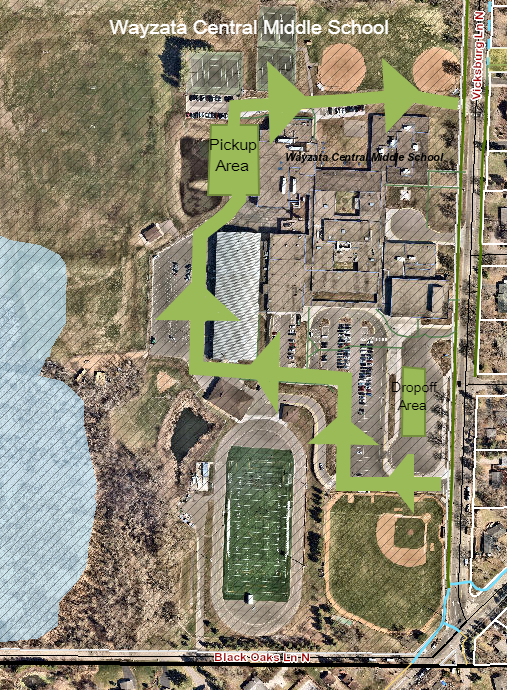 Wayzata Central Middle School
Vicksburg Ln N
Pickup
Area
Wayzata Central Middle School
Dropoff
Area
Black Oaks Ln N